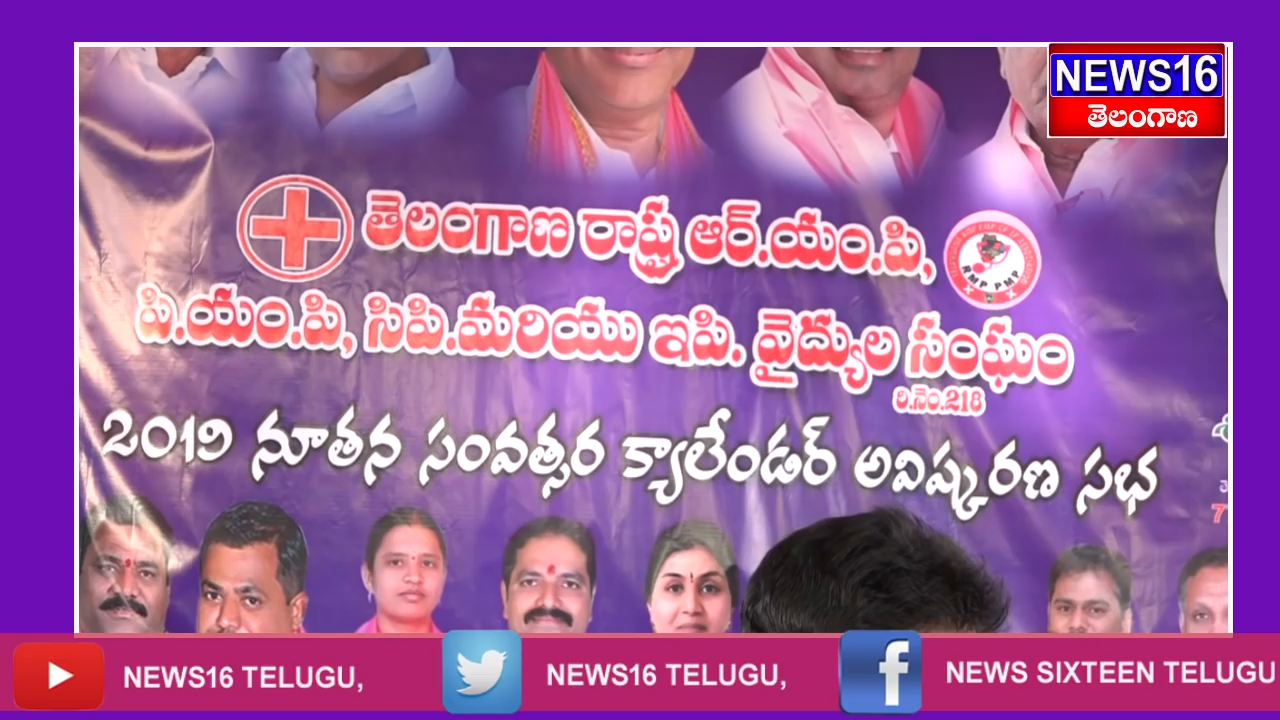 NEWS16
తెలంగాణ
తెలంగాణ రాష్ట్ర ఆర్.యం.పి,
పి.యం.పి, సిపి.మరియు ఇపి. వైద్యుల సంఘం
రి.నెం.218
RMP PMP
2019 నూతన సంవత్సర క్యాలేండర్ అవిష్కరణ సభ
NEWS16 TELUGU, NEWS16 TELUGU, NEWS SIXTEEN TELUGU